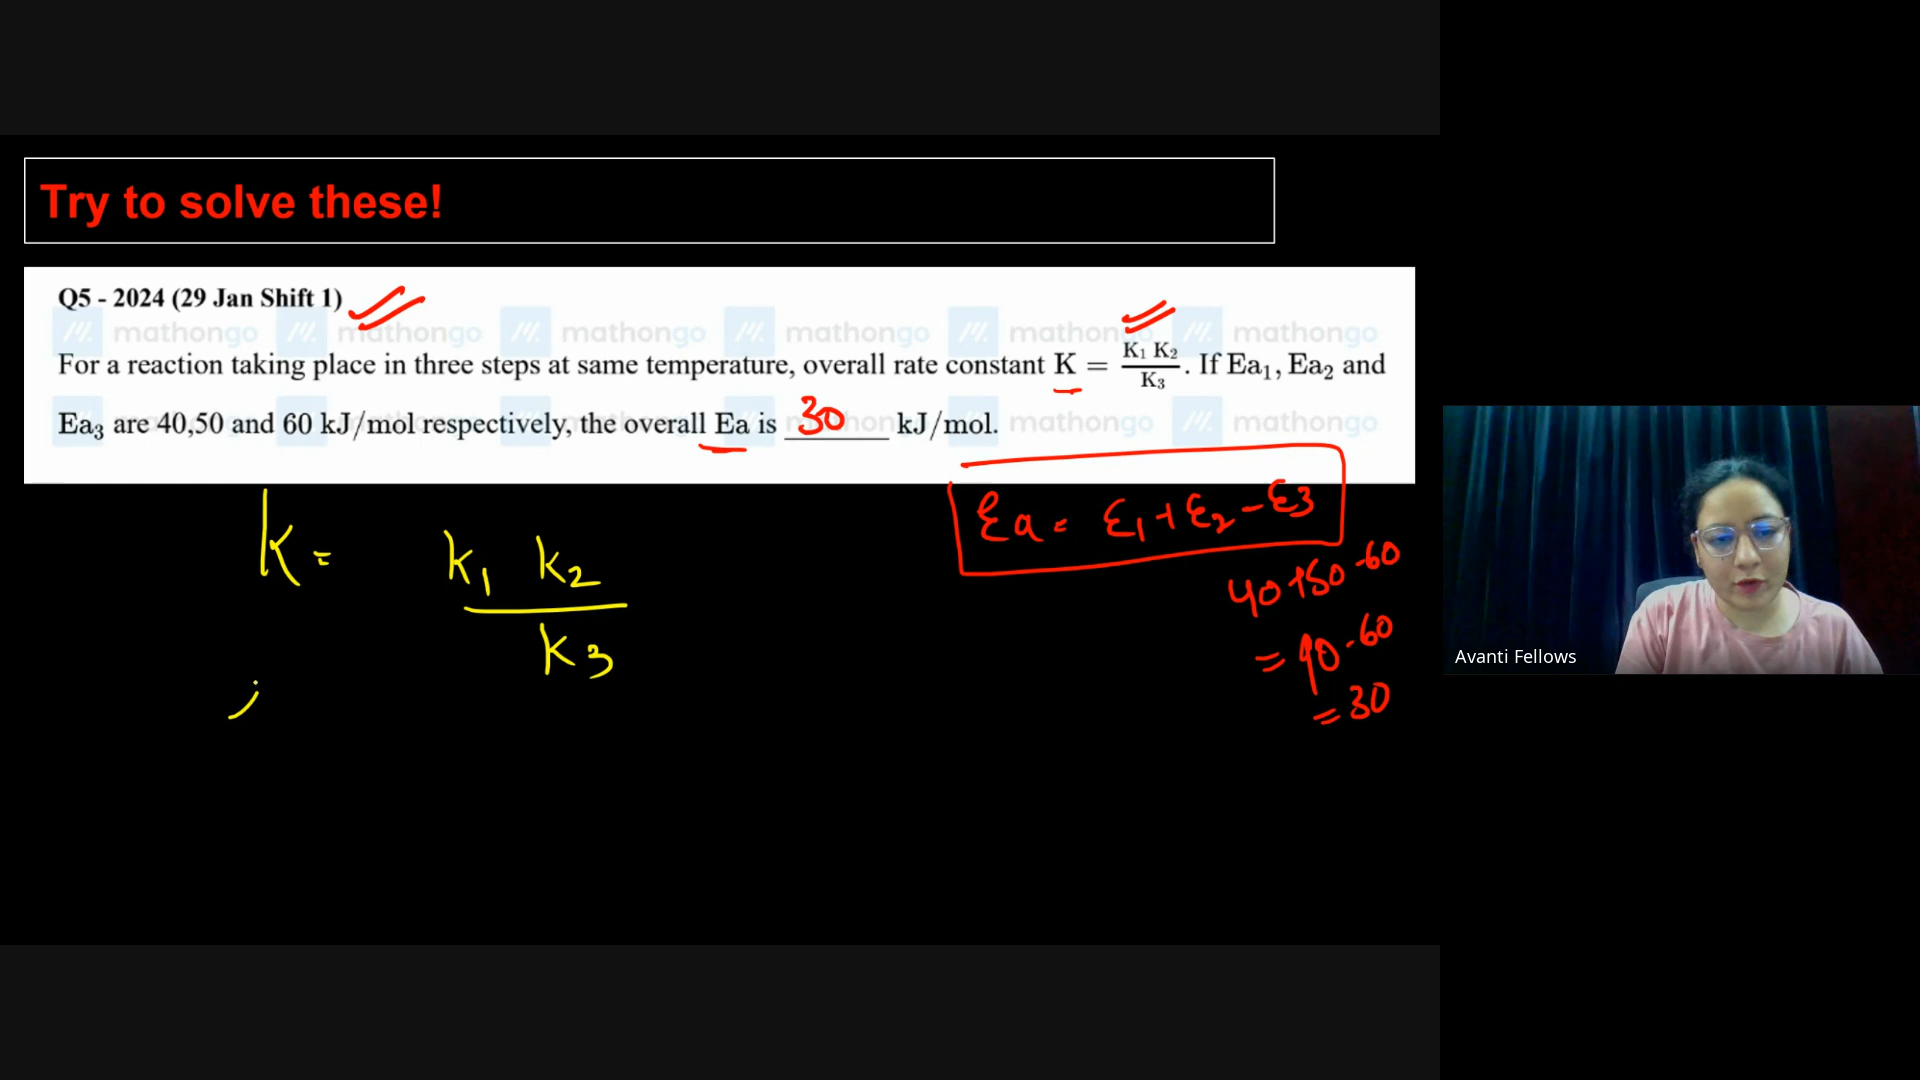 Try to solve these!
Q5 - 2024 (29 Jan Shift 1)
mathongo mathongo mathongo mathongo mathongo mathongo
For a reaction taking place in three steps at same temperature, overall rate constant K = K₁ K₂ / K₃ . If Ea₁, Ea₂ and
Ea₃ are 40,50 and 60 kJ/mol respectively, the overall Ea is 30 kJ/mol.
mathongo mathongo
Ea = E₁+E₂-E3
40+50-60
= 90-60
= 30
K = k₁ k₂
k3
Avanti Fellows